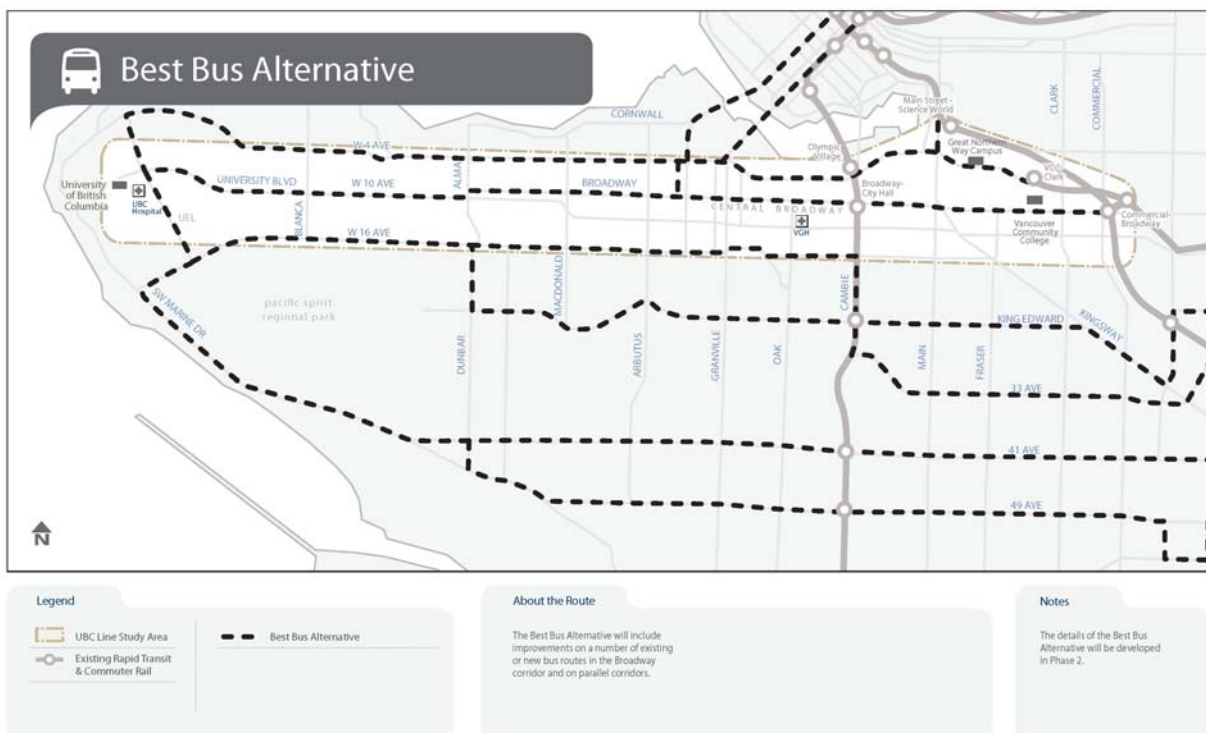 Best Bus Alternative
CORNWALL
CLARK
COMMERCIAL
Main Street -
Science World
Great Northern
Way Campus
Olympic
Village
VCC
Clark
W 4 AVE
ALMA
University
of British
Columbia
UBC
Hospital
UNIVERSITY BLVD
W 10 AVE
BROADWAY
Broadway-
City Hall
UEL
BLANCA
CENTRAL BROADWAY
VGH
Vancouver
Community
College
Commercial-
Broadway
W 16 AVE
SW MARINE DR
pacific spirit
regional park
MACDONALD
CAMBIE
KING EDWARD
KINGSWAY
DUNBAR
ARBUTUS
GRANVILLE
OAK
MAIN
FRASER
33 AVE
41 AVE
49 AVE
N
Legend
UBC Line Study Area
Existing Rapid Transit
& Commuter Rail
Best Bus Alternative
About the Route
The Best Bus Alternative will include
improvements on a number of existing
or new bus routes in the Broadway
corridor and on parallel corridors.
Notes
The details of the Best Bus
Alternative will be developed
in Phase 2.